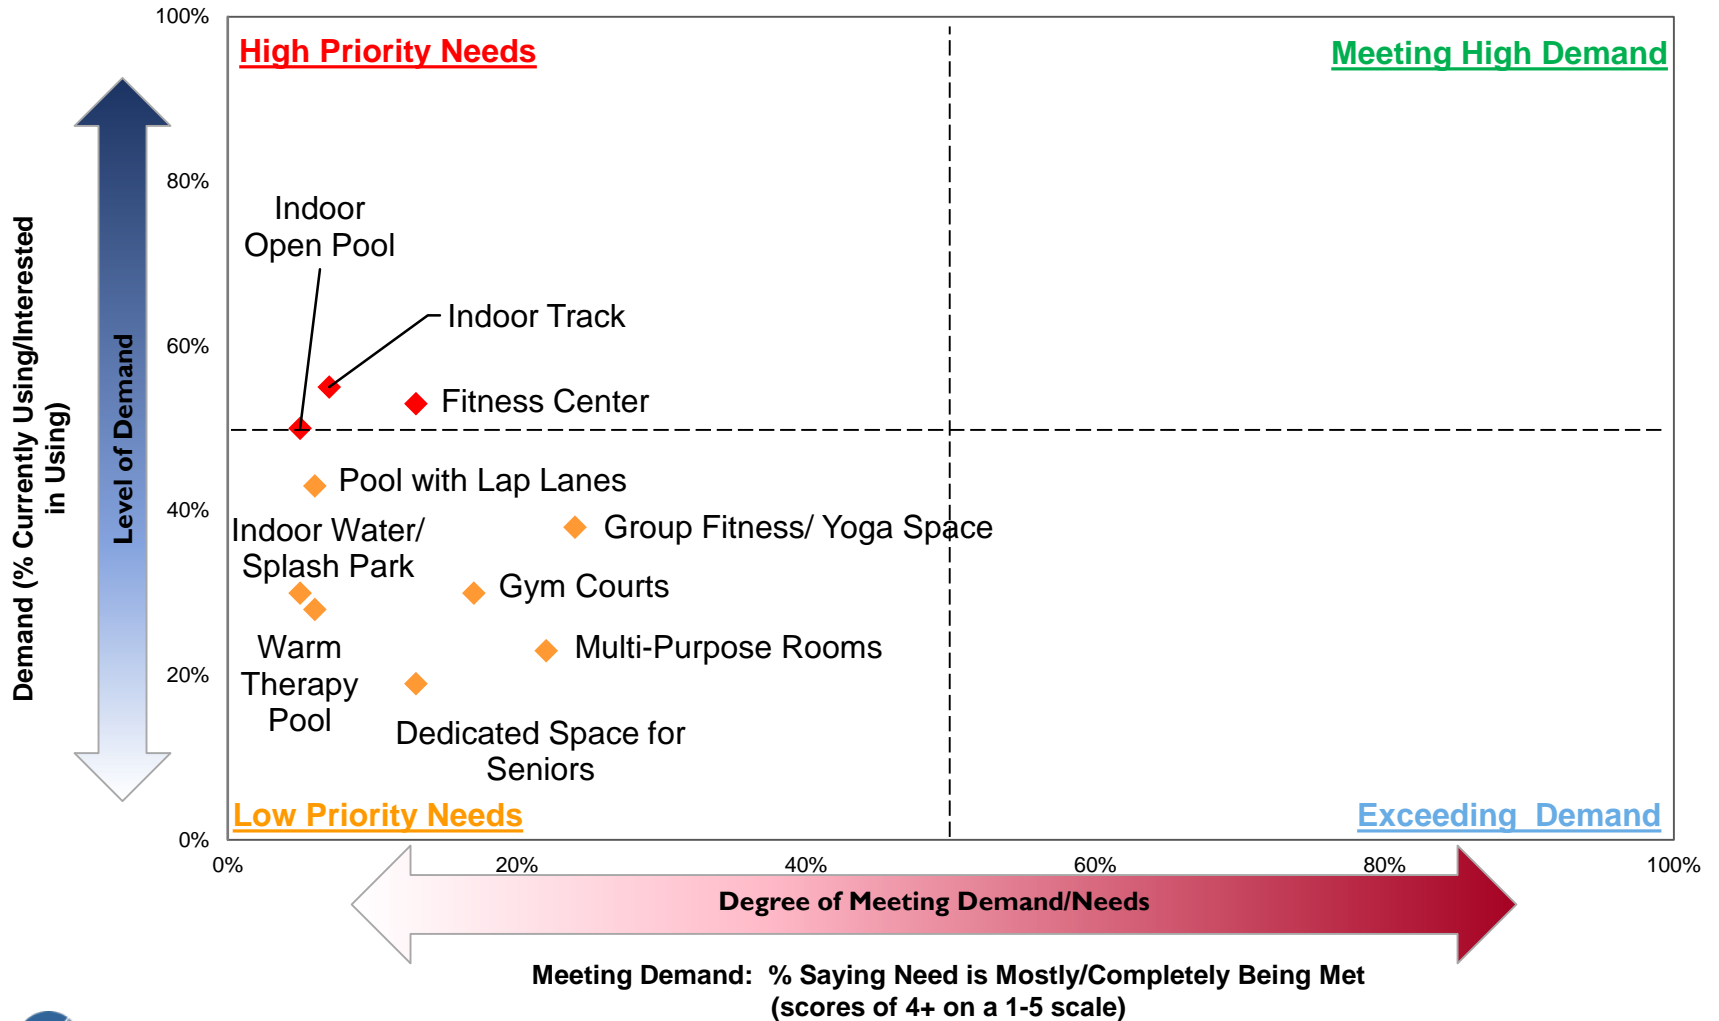 100%
High Priority Needs
Meeting High Demand
80%
Indoor
Open Pool
Indoor Track
60%
Fitness Center
Demand (% Currently Using/Interested
in Using)
Level of Demand
Pool with Lap Lanes
40%
Indoor Water/
Splash Park
Group Fitness/ Yoga Space
Gym Courts
Warm
Therapy
Pool
Multi-Purpose Rooms
20%
Dedicated Space for
Seniors
Low Priority Needs
Exceeding  Demand
0%
0%
20%
40%
60%
80%
100%
Degree of Meeting Demand/Needs
Meeting Demand:  % Saying Need is Mostly/Completely Being Met
(scores of 4+ on a 1-5 scale)